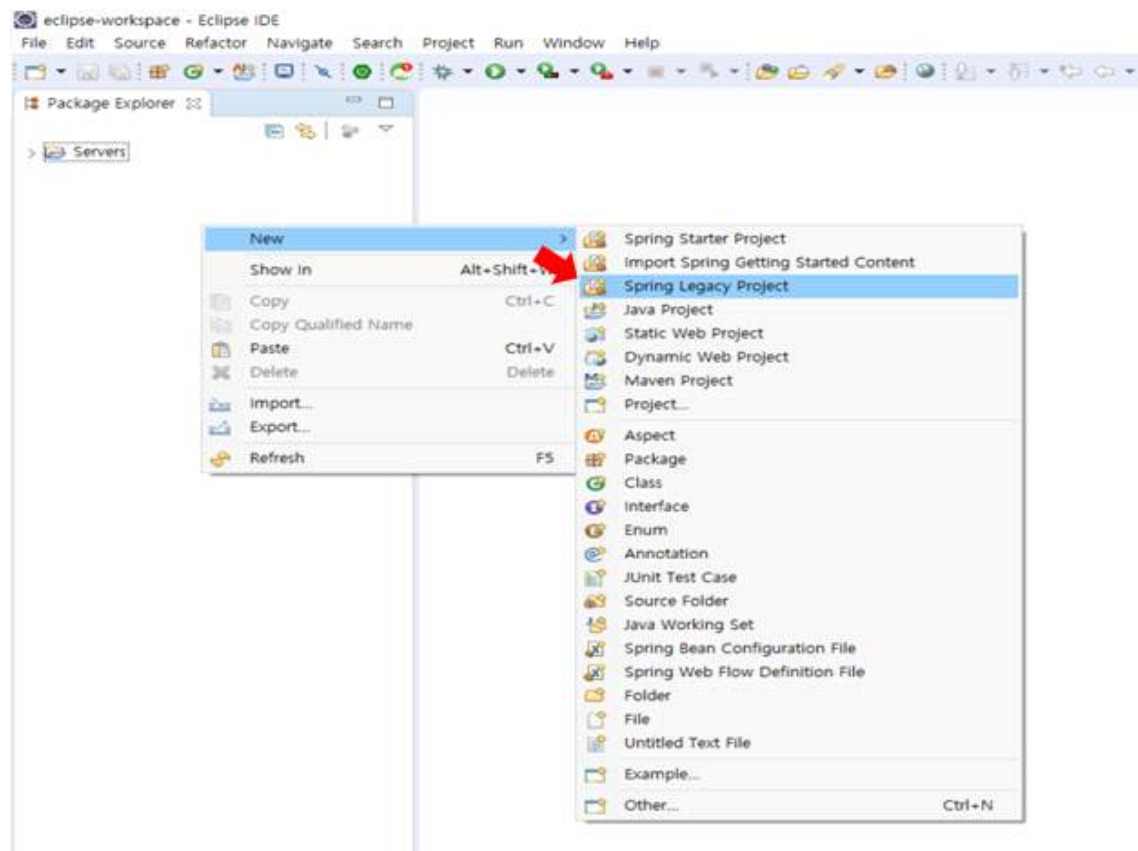 eclipse-workspace - Eclipse IDE
File Edit Source Refactor Navigate Search Project Run Window Help
Package Explorer
Servers
New
Show In Alt+Shift+W
Copy Ctrl+C
Copy Qualified Name
Paste Ctrl+V
Delete Delete
Import...
Export...
Refresh F5
Spring Starter Project
Import Spring Getting Started Content
Spring Legacy Project
Java Project
Static Web Project
Dynamic Web Project
Maven Project
Project...
Aspect
Package
Class
Interface
Enum
Annotation
JUnit Test Case
Source Folder
Java Working Set
Spring Bean Configuration File
Spring Web Flow Definition File
Folder
File
Untitled Text File
Example...
Other... Ctrl+N